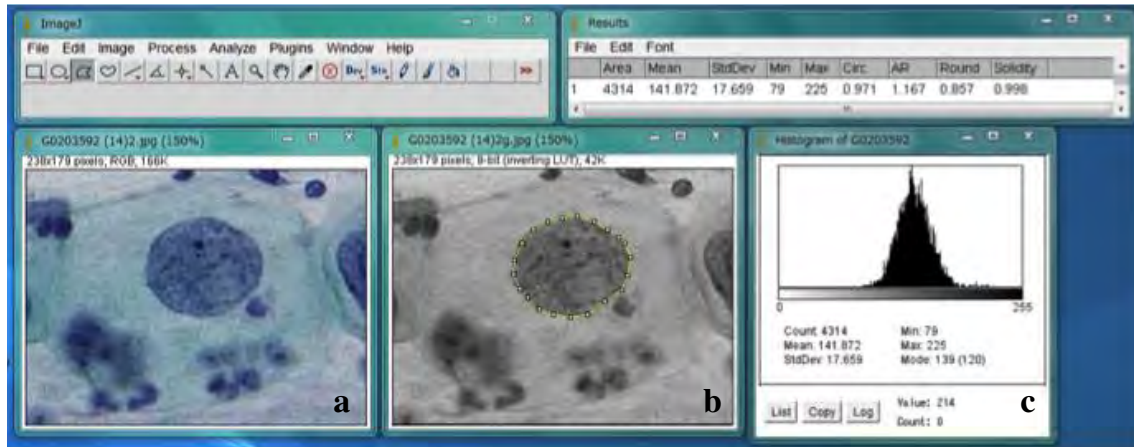 ImageJ
File Edit Image Process Analyze Plugins Window Help
Dev Stk
Results
File Edit Font
Area Mean StdDev Min Max Circ. AR Round Solidity
1 4314 141.872 17.659 79 225 0.971 1.167 0.857 0.998
G0203592 (14)2.jpg (150%)
238x179 pixels; RGB; 166K
a
G0203592 (14)2g.jpg (150%)
238x179 pixels; 8-bit (inverting LUT); 42K
b
Histogram of G0203592
0 255
Count: 4314 Min: 79
Mean: 141.872 Max: 225
StdDev: 17.659 Mode: 139 (120)
List Copy Log
Value: 214
Count: 0
c